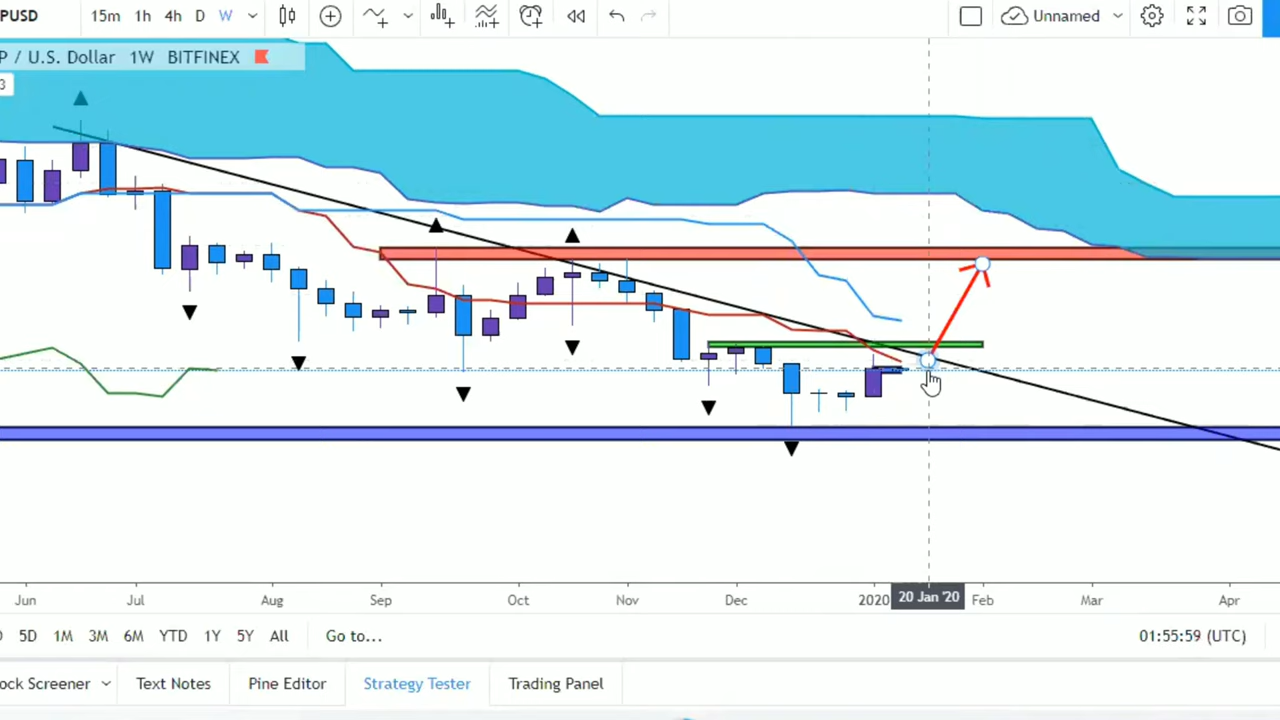 PUSD 15m 1h 4h D W Unnamed
P / U.S. Dollar 1W BITFINEX
3
Jun Jul Aug Sep Oct Nov Dec 2020 20 Jan '20 Feb Mar Apr
D 5D 1M 3M 6M YTD 1Y 5Y All Go to... 01:55:59 (UTC)
ock Screener Text Notes Pine Editor Strategy Tester Trading Panel